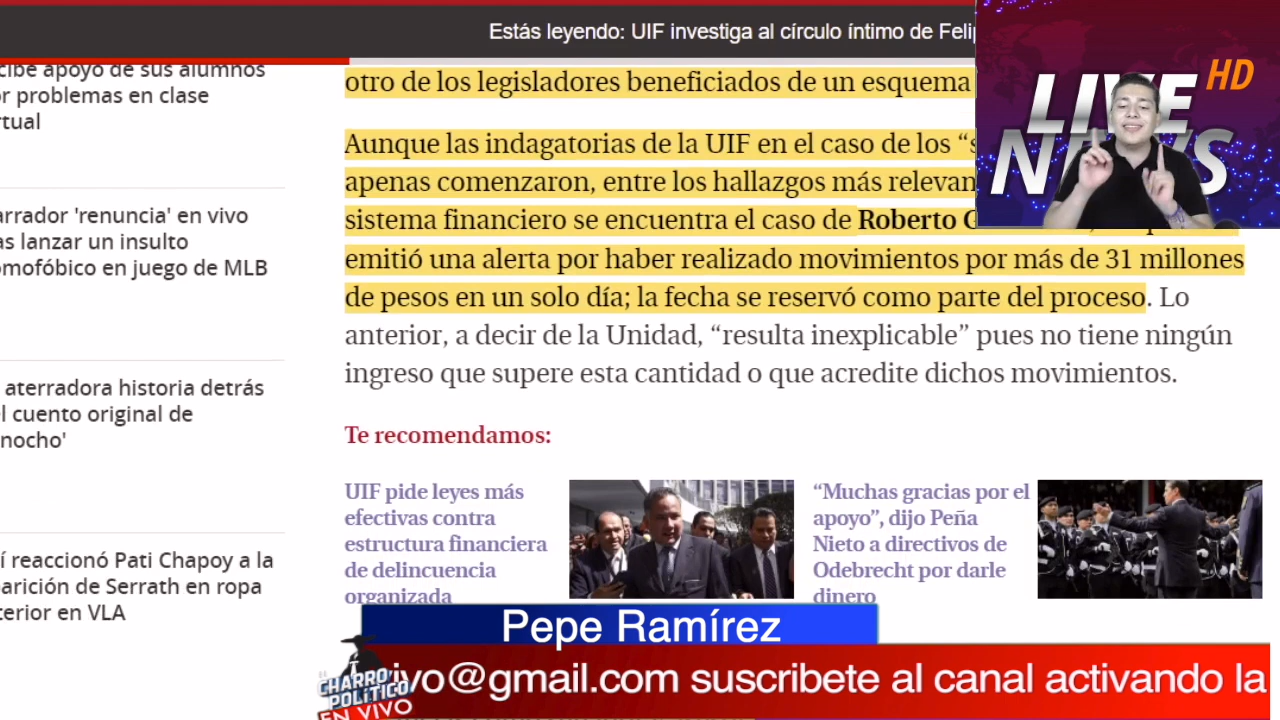 Estás leyendo: UIF investiga al círculo íntimo de
cibe apoyo de sus alumnos
r problemas en clase
rtual
arrador 'renuncia' en vivo
as lanzar un insulto
omofóbico en juego de MLB
aterradora historia detrás
l cuento original de
nocho'
í reaccionó Pati Chapoy a la
arición de Serrath en ropa
terior en VLA
otro de los legisladores beneficiados de un esquema
Aunque las indagatorias de la UIF en el caso de los “s
apenas comenzaron, entre los hallazgos más relevan
sistema financiero se encuentra el caso de Roberto G
emitió una alerta por haber realizado movimientos por más de 31 millones
de pesos en un solo día; la fecha se reservó como parte del proceso. Lo
anterior, a decir de la Unidad, “resulta inexplicable” pues no tiene ningún
ingreso que supere esta cantidad o que acredite dichos movimientos.
Te recomendamos:
UIF pide leyes más
efectivas contra
estructura financiera
de delincuencia
organizada
“Muchas gracias por el
apoyo”, dijo Peña
Nieto a directivos de
Odebrecht por darle
dinero
LIVE HD
NEWS
Pepe Ramírez
ivo@gmail.com suscribete al canal activando la
CHARRO
POLÍTICO
EN VIVO